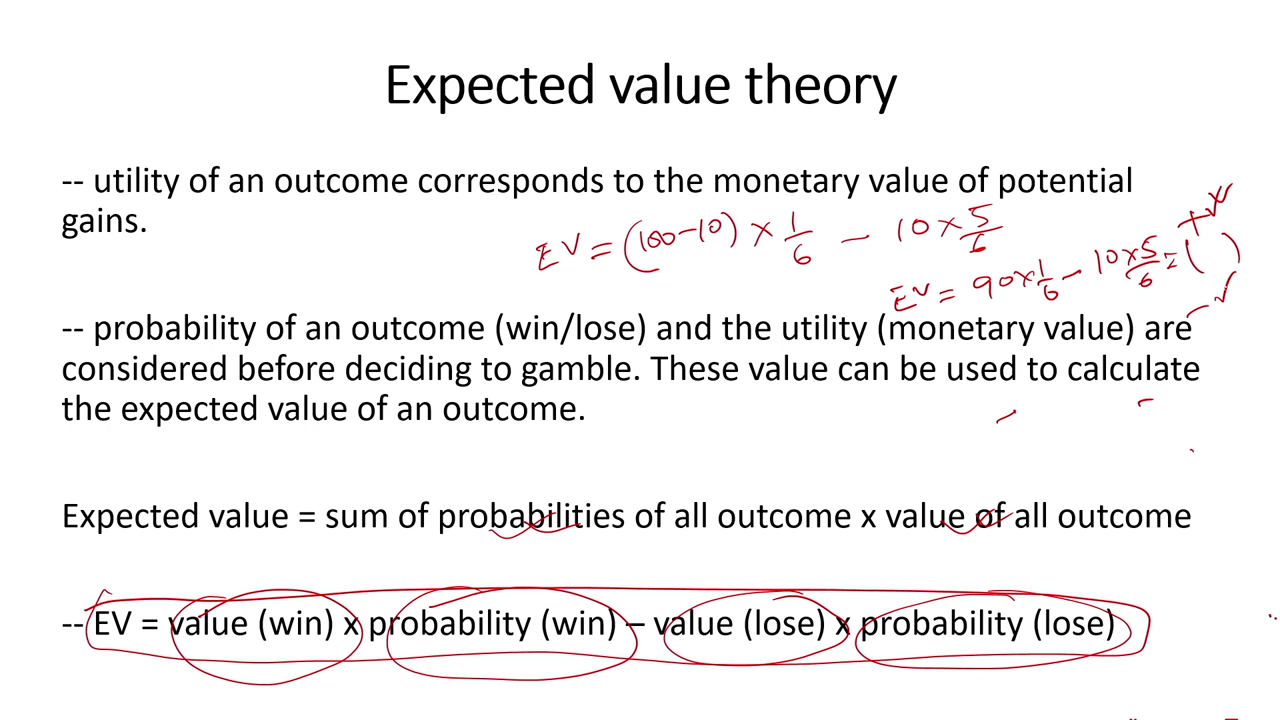 Expected value theory
-- utility of an outcome corresponds to the monetary value of potential
gains.
EV = (100-10) × 1/6 - 10 × 5/6
EV = 90 × 1/6 - 10 × 5/6 = ( )
-- probability of an outcome (win/lose) and the utility (monetary value) are
considered before deciding to gamble. These value can be used to calculate
the expected value of an outcome.
Expected value = sum of probabilities of all outcome x value of all outcome
-- EV = value (win) x probability (win) – value (lose) x probability (lose)